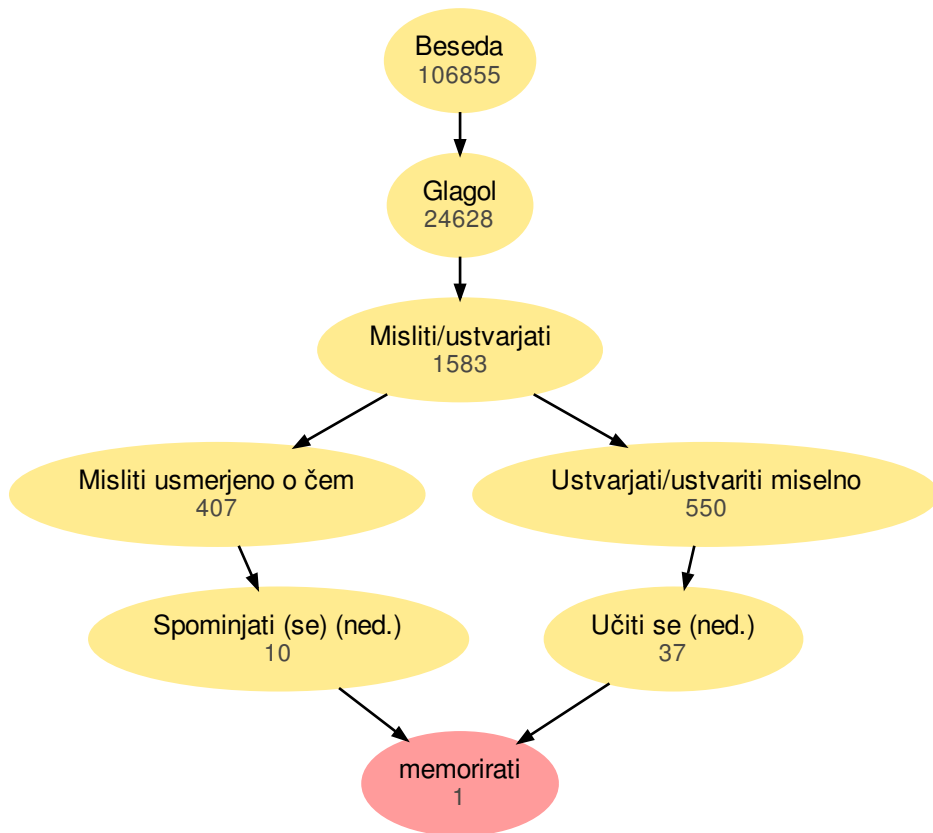 Beseda
106855
Glagol
24628
Misliti/ustvarjati
1583
Misliti usmerjeno o čem
407
Ustvarjati/ustvariti miselno
550
Spominjati (se) (ned.)
10
Učiti se (ned.)
37
memorirati
1